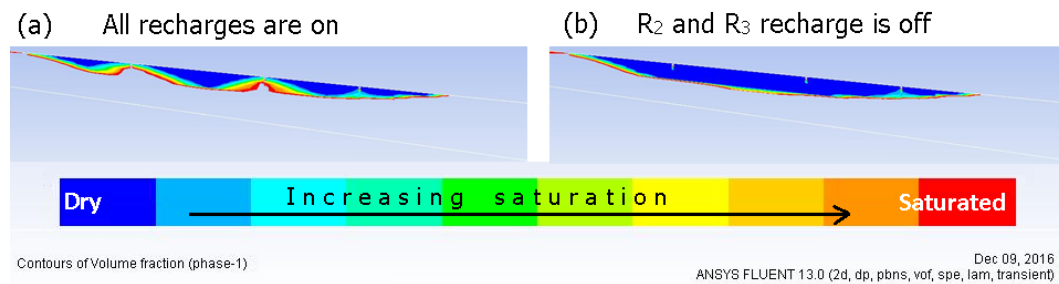 (a) All recharges are on
(b) R₂ and R₃ recharge is off
Dry Increasing saturation Saturated
Contours of Volume fraction (phase-1)
Dec 09, 2016
ANSYS FLUENT 13.0 (2d, dp, pbns, vof, spe, lam, transient)